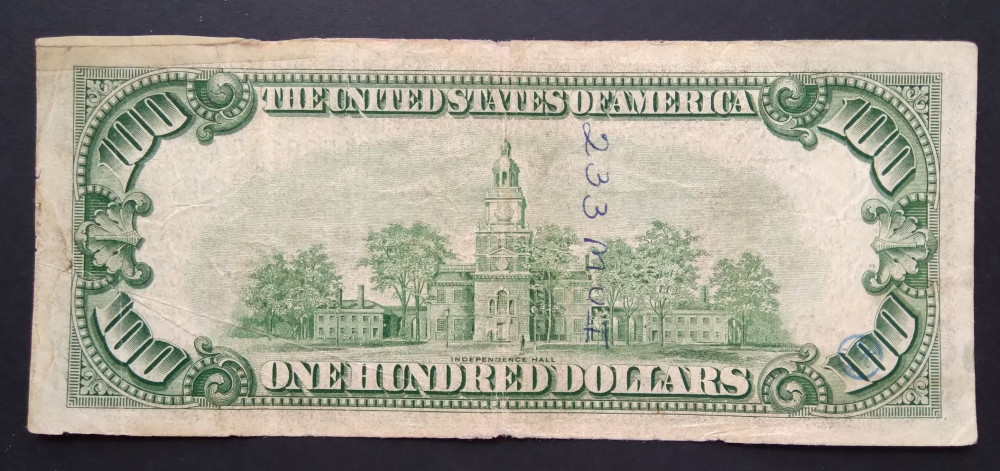 100
THE UNITED STATES OF AMERICA
100
233
INDEPENDENCE HALL
100
ONE HUNDRED DOLLARS
100